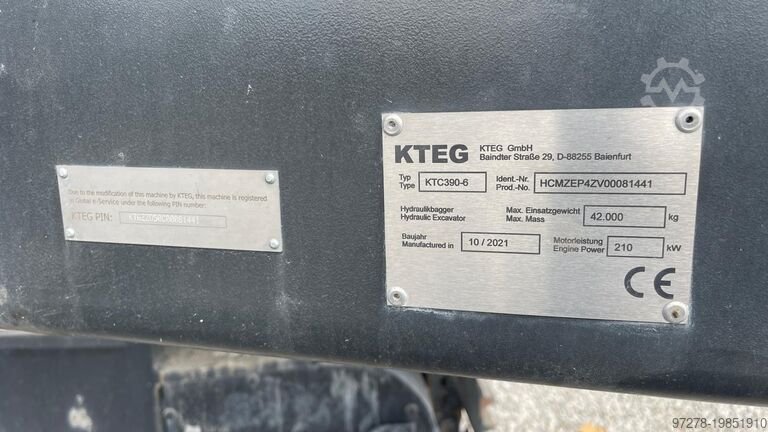 Due to the modification of this machine by KTEG, this machine is registered
in Global e-Service under the following PIN number:
KTEG PIN:
KTEG
KTEG GmbH
Baindter Straße 29, D-88255 Baienfurt
Typ
Type
KTC390-6
Ident.-Nr.
Prod.-No.
HCMZEP4ZV00081441
Hydraulikbagger
Hydraulic Excavator
Max. Einsatzgewicht
Max. Mass
42.000
kg
Baujahr
Manufactured in
10 / 2021
Motorleistung
Engine Power
210
kW
CE
97278-19851910